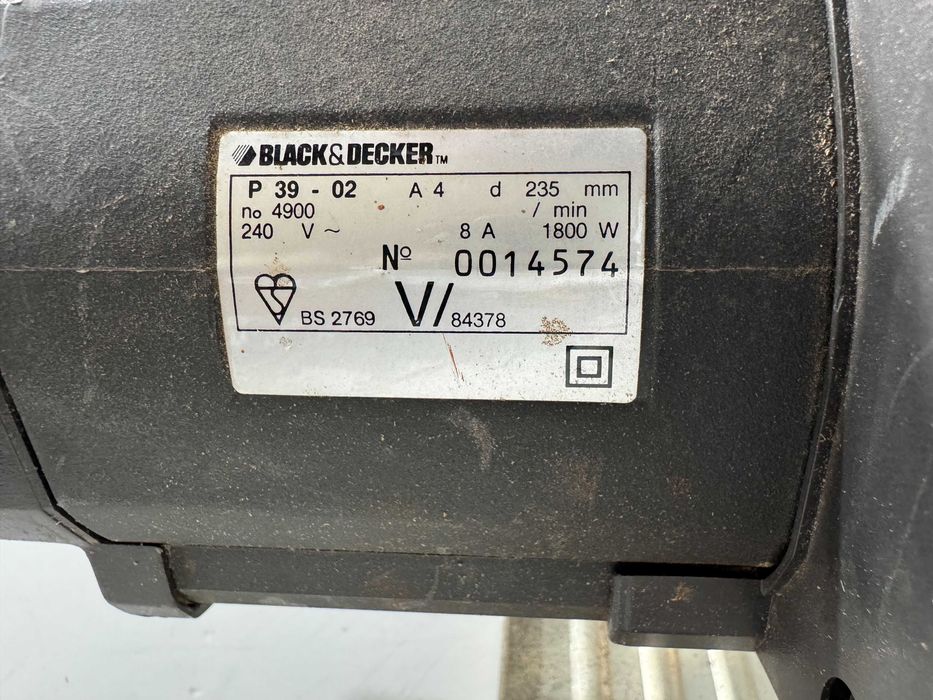 BLACK&DECKER™
P 39 - 02 A 4 d 235 mm
no 4900 / min
240 V ~ 8 A 1800 W
Nº 0014574
BS 2769 V/ 84378